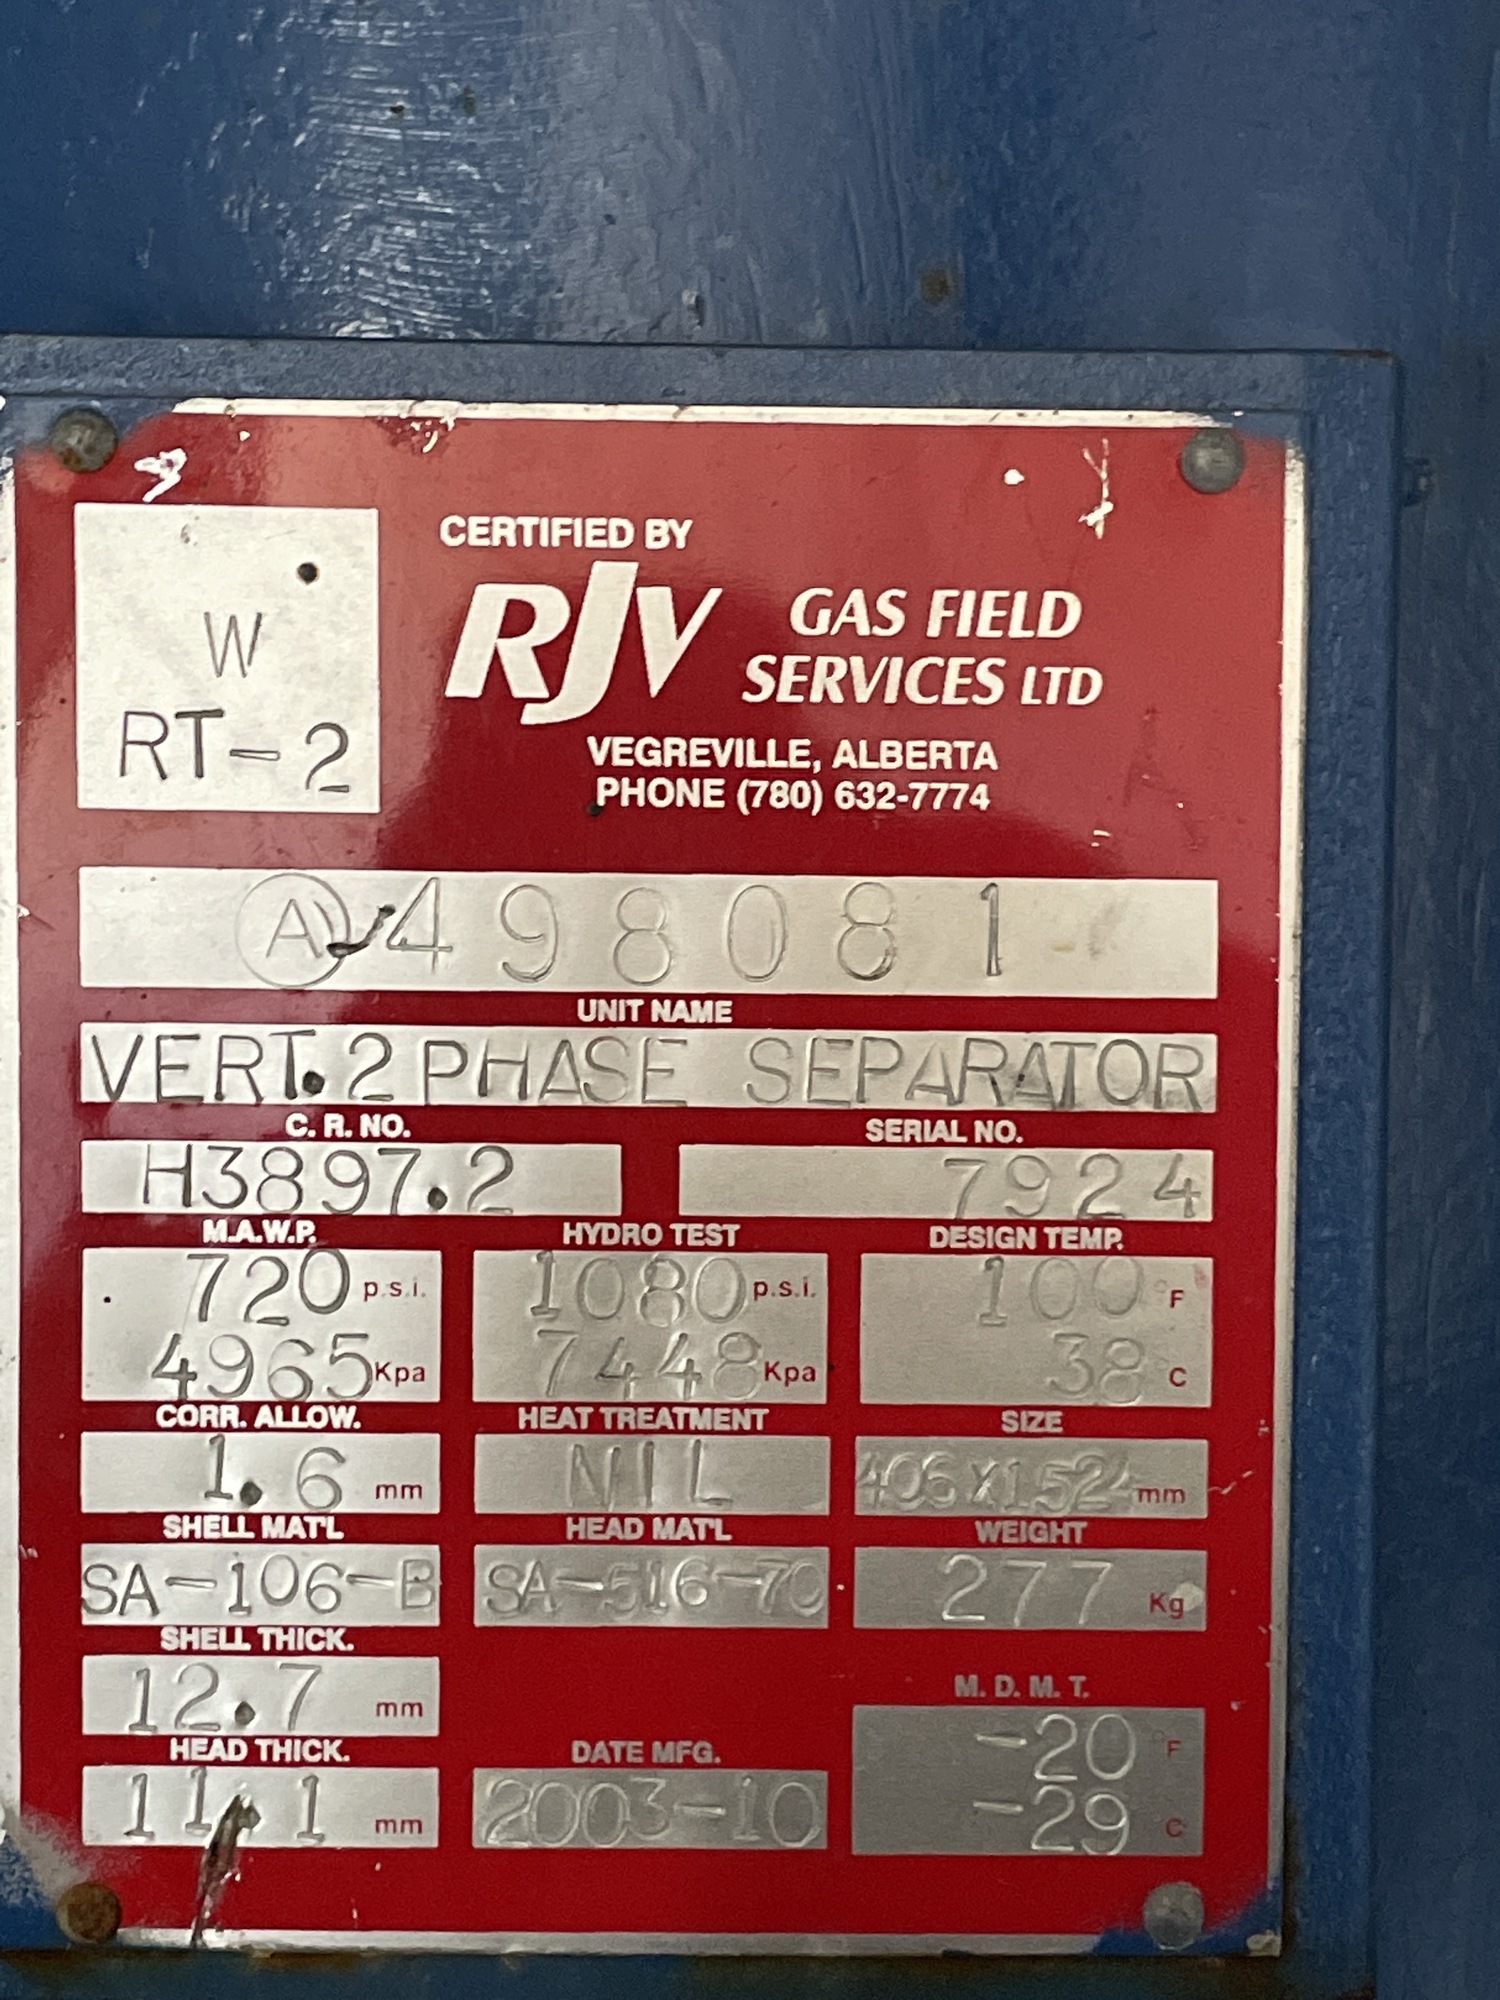 CERTIFIED BY
RJV GAS FIELD
SERVICES LTD
VEGREVILLE, ALBERTA
PHONE (780) 632-7774
W
RT-2
A 498081
UNIT NAME
VERT. 2 PHASE SEPARATOR
C. R. NO. SERIAL NO.
H3897.2 7924
M.A.W.P. HYDRO TEST DESIGN TEMP.
720 p.s.i. 1080 p.s.i. 100 °F
4965 Kpa 7448 Kpa 38 °C
CORR. ALLOW. HEAT TREATMENT SIZE
1.6 mm NIL 406X1524 mm
SHELL MAT'L HEAD MAT'L WEIGHT
SA-106-B SA-516-70 277 Kg
SHELL THICK.
12.7 mm
M. D. M. T.
-20 °F
-29 °C
HEAD THICK. DATE MFG.
11.1 mm 2003-10